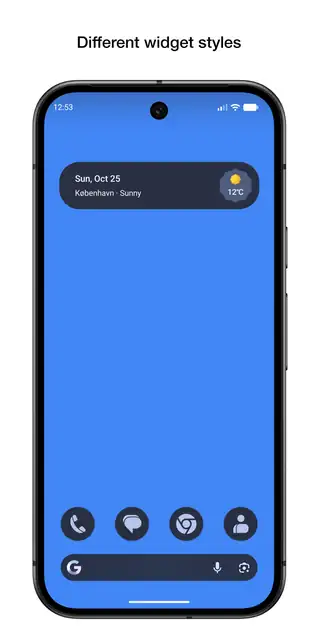 Different widget styles
12:53
Sun, Oct 25
København · Sunny
12°C
G